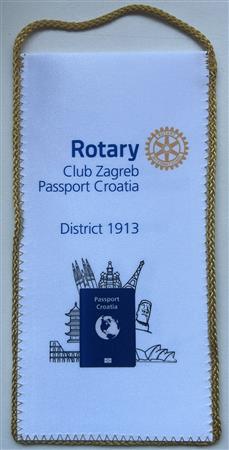 Rotary
Club Zagreb
Passport Croatia
District 1913
Passport
Croatia